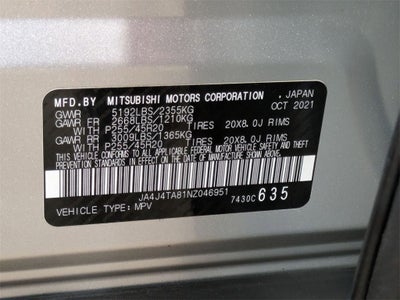 MFD.BY MITSUBISHI MOTORS CORPORATION, JAPAN
GVWR 5192LBS/2355KG OCT 2021
GAWR FR 2668LBS/1210KG
WITH P255/45R20 TIRES 20X8.0J RIMS
GAWR RR 3009LBS/1365KG
WITH P255/45R20 TIRES 20X8.0J RIMS
THIS VEHICLE CONFORMS TO ALL APPLICABLE FEDERAL MOTOR VEHICLE SAFETY AND THEFT
PREVENTION STANDARDS IN EFFECT ON THE DATE OF MANUFACTURE SHOWN ABOVE.
JA4J4TA81NZ046951 7430C 635
VEHICLE TYPE: MPV